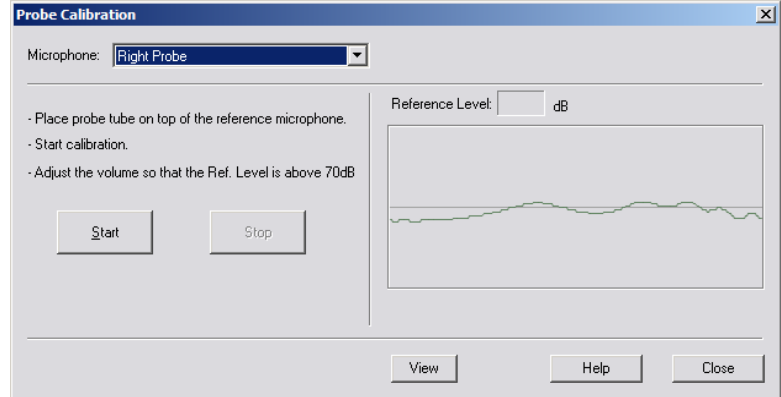 Probe Calibration
Microphone: Right Probe
- Place probe tube on top of the reference microphone.
- Start calibration.
- Adjust the volume so that the Ref. Level is above 70dB
Start Stop
Reference Level: dB
View Help Close